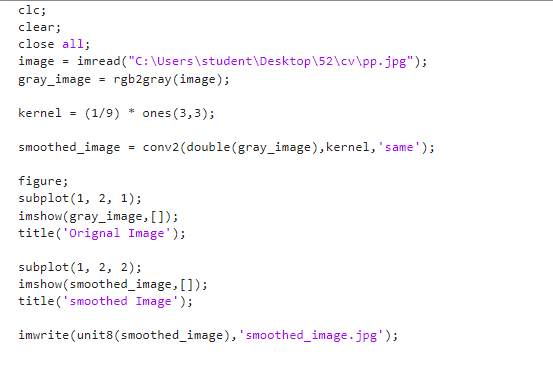 clc;
clear;
close all;
image = imread("C:\Users\student\Desktop\52\cv\pp.jpg");
gray_image = rgb2gray(image);
kernel = (1/9) * ones(3,3);
smoothed_image = conv2(double(gray_image),kernel,'same');
figure;
subplot(1, 2, 1);
imshow(gray_image,[]);
title('Orignal Image');
subplot(1, 2, 2);
imshow(smoothed_image,[]);
title('smoothed Image');
imwrite(unit8(smoothed_image),'smoothed_image.jpg');